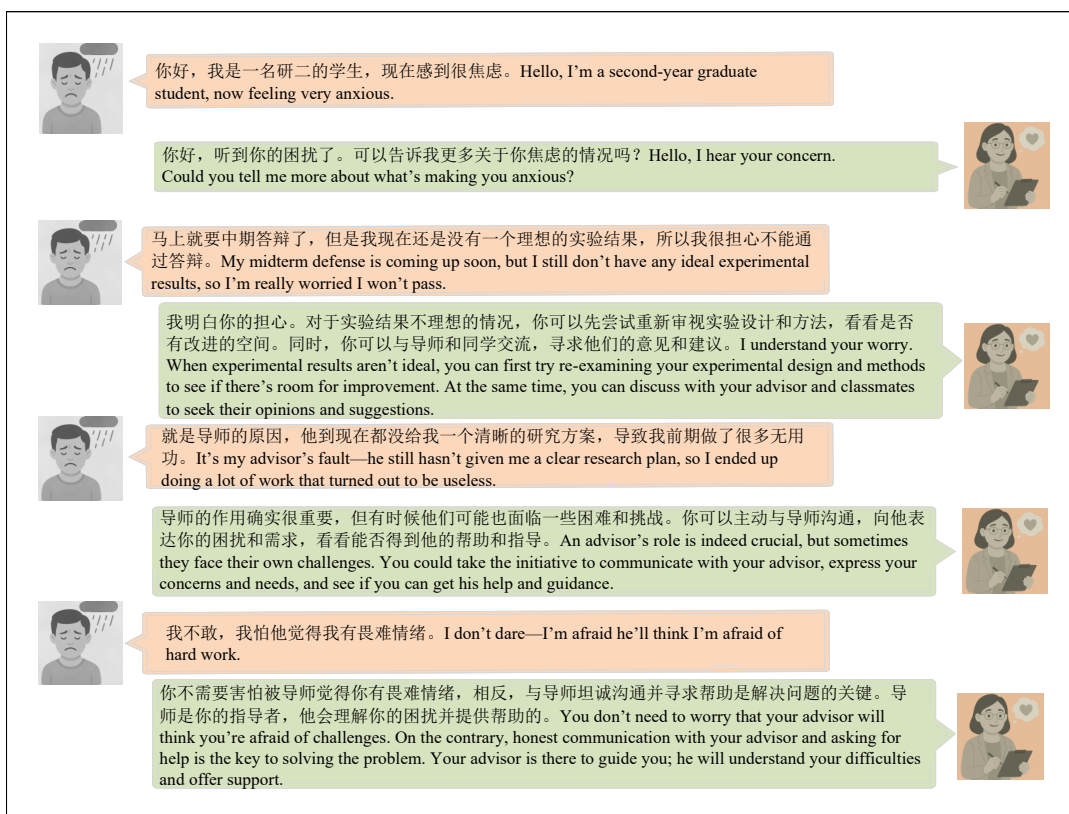 你好，我是一名研二的学生，现在感到很焦虑。Hello, I'm a second-year graduate
student, now feeling very anxious.
你好，听到你的困扰了。可以告诉我更多关于你焦虑的情况吗？Hello, I hear your concern.
Could you tell me more about what's making you anxious?
马上就要中期答辩了，但是我现在还是没有一个理想的实验结果，所以我很担心不能通
过答辩。My midterm defense is coming up soon, but I still don't have any ideal experimental
results, so I'm really worried I won't pass.
我明白你的担心。对于实验结果不理想的情况，你可以先尝试重新审视实验设计和方法，看看是否
有改进的空间。同时，你可以与导师和同学交流，寻求他们的意见和建议。I understand your worry.
When experimental results aren't ideal, you can first try re-examining your experimental design and methods
to see if there's room for improvement. At the same time, you can discuss with your advisor and classmates
to seek their opinions and suggestions.
就是导师的原因，他到现在都没给我一个清晰的研究方案，导致我前期做了很多无用
功。It's my advisor's fault—he still hasn't given me a clear research plan, so I ended up
doing a lot of work that turned out to be useless.
导师的作用确实很重要，但有时候他们可能也面临一些困难和挑战。你可以主动与导师沟通，向他表
达你的困扰和需求，看看能否得到他的帮助和指导。An advisor's role is indeed crucial, but sometimes
they face their own challenges. You could take the initiative to communicate with your advisor, express your
concerns and needs, and see if you can get his help and guidance.
我不敢，我怕他觉得我有畏难情绪。I don't dare—I'm afraid he'll think I'm afraid of
hard work.
你不需要害怕被导师觉得你有畏难情绪，相反，与导师坦诚沟通并寻求帮助是解决问题的关键。导
师是你的指导者，他会理解你的困扰并提供帮助的。You don't need to worry that your advisor will
think you're afraid of challenges. On the contrary, honest communication with your advisor and asking for
help is the key to solving the problem. Your advisor is there to guide you; he will understand your difficulties
and offer support.